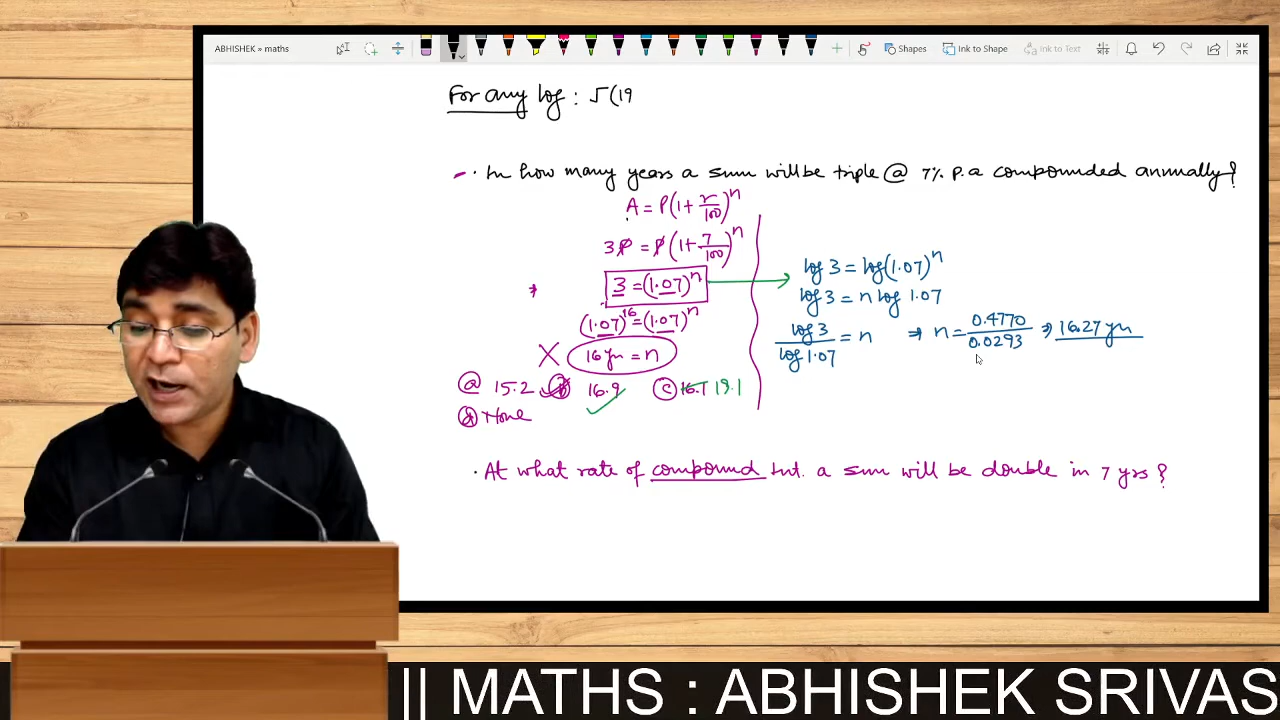 ABHISHEK » maths
Shapes
Ink to Shape
Ink to Text
For any log : √(19
· In how many years a sum will be triple @ 7% p.a compounded annually?
A = P(1+r/100)^n
3P = P(1+7/100)^n
3 = (1.07)^n
(1.07)^16 = (1.07)^n
16 yr = n
ⓐ 15.2 ⓑ 16.9 ⓒ 16.1 19.1
ⓓ None
log 3 = log(1.07)^n
log 3 = n log 1.07
log 3 / log 1.07 = n ⇒ n = 0.4770 / 0.0293 ⇒ 16.27 yr
· At what rate of compound Int. a sum will be double in 7 yrs ?
|| MATHS : ABHISHEK SRIVAS